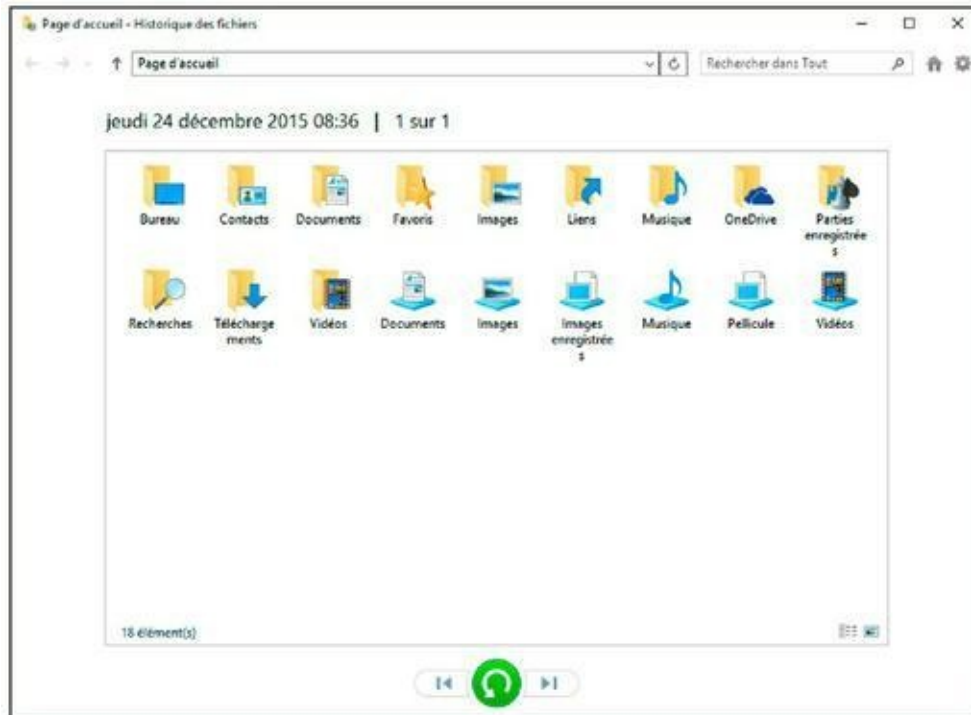 Page d'accueil - Historique des fichiers
Page d'accueil
Rechercher dans Tout
jeudi 24 décembre 2015 08:36 | 1 sur 1
Bureau Contacts Documents Favoris Images Liens Musique OneDrive Parties
enregistrée
s
Recherches Télécharge Vidéos Documents Images Images Musique Pellicule Vidéos
ments enregistrée
s
18 élément(s)